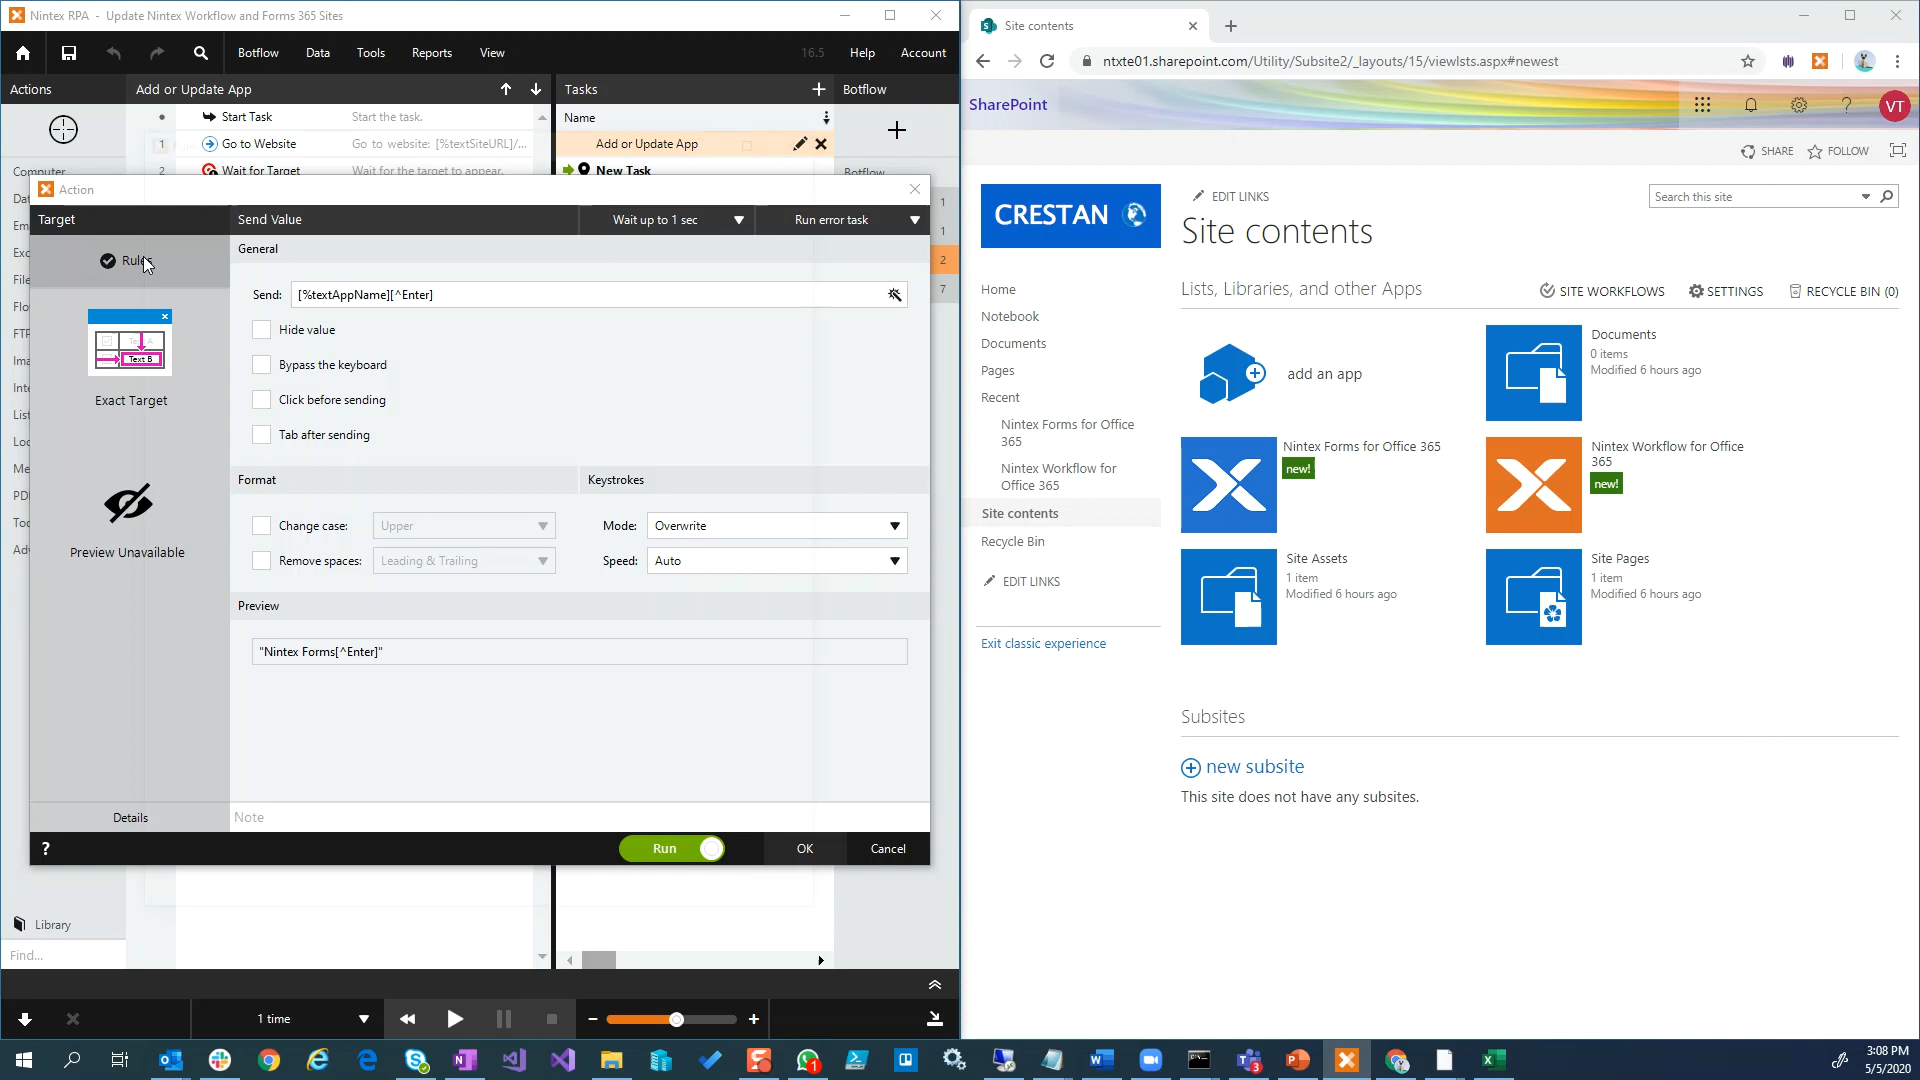 Nintex RPA - Update Nintex Workflow and Forms 365 Sites
Botflow
Data
Tools
Reports
View
16.5
Help
Account
Actions
Add or Update App
Tasks
Botflow
Start Task
Start the task.
1
Go to Website
Go to website: [%textSiteURL]/...
2
Wait for Target
Wait for the target to appear.
Name
Add or Update App
New Task
Computer
Botflow
1
1
2
7
Action
Target
Send Value
Wait up to 1 sec
Run error task
Rules
General
Send:
[%textAppName][^Enter]
Hide value
Bypass the keyboard
Click before sending
Tab after sending
Text A
Text B
Exact Target
Preview Unavailable
Format
Keystrokes
Change case:
Upper
Mode:
Overwrite
Remove spaces:
Leading & Trailing
Speed:
Auto
Preview
"Nintex Forms[^Enter]"
Details
Note
?
Run
OK
Cancel
Library
Find...
1 time
Site contents
ntxte01.sharepoint.com/Utility/Subsite2/_layouts/15/viewlsts.aspx#newest
SharePoint
?
VT
SHARE
FOLLOW
CRESTAN
EDIT LINKS
Search this site
Site contents
Home
Notebook
Documents
Pages
Recent
Nintex Forms for Office
365
Nintex Workflow for
Office 365
Site contents
Recycle Bin
EDIT LINKS
Exit classic experience
Lists, Libraries, and other Apps
SITE WORKFLOWS
SETTINGS
RECYCLE BIN (0)
add an app
Documents
0 items
Modified 6 hours ago
Nintex Forms for Office 365
new!
Nintex Workflow for Office
365
new!
Site Assets
1 item
Modified 6 hours ago
Site Pages
1 item
Modified 6 hours ago
Subsites
new subsite
This site does not have any subsites.
3:08 PM
5/5/2020